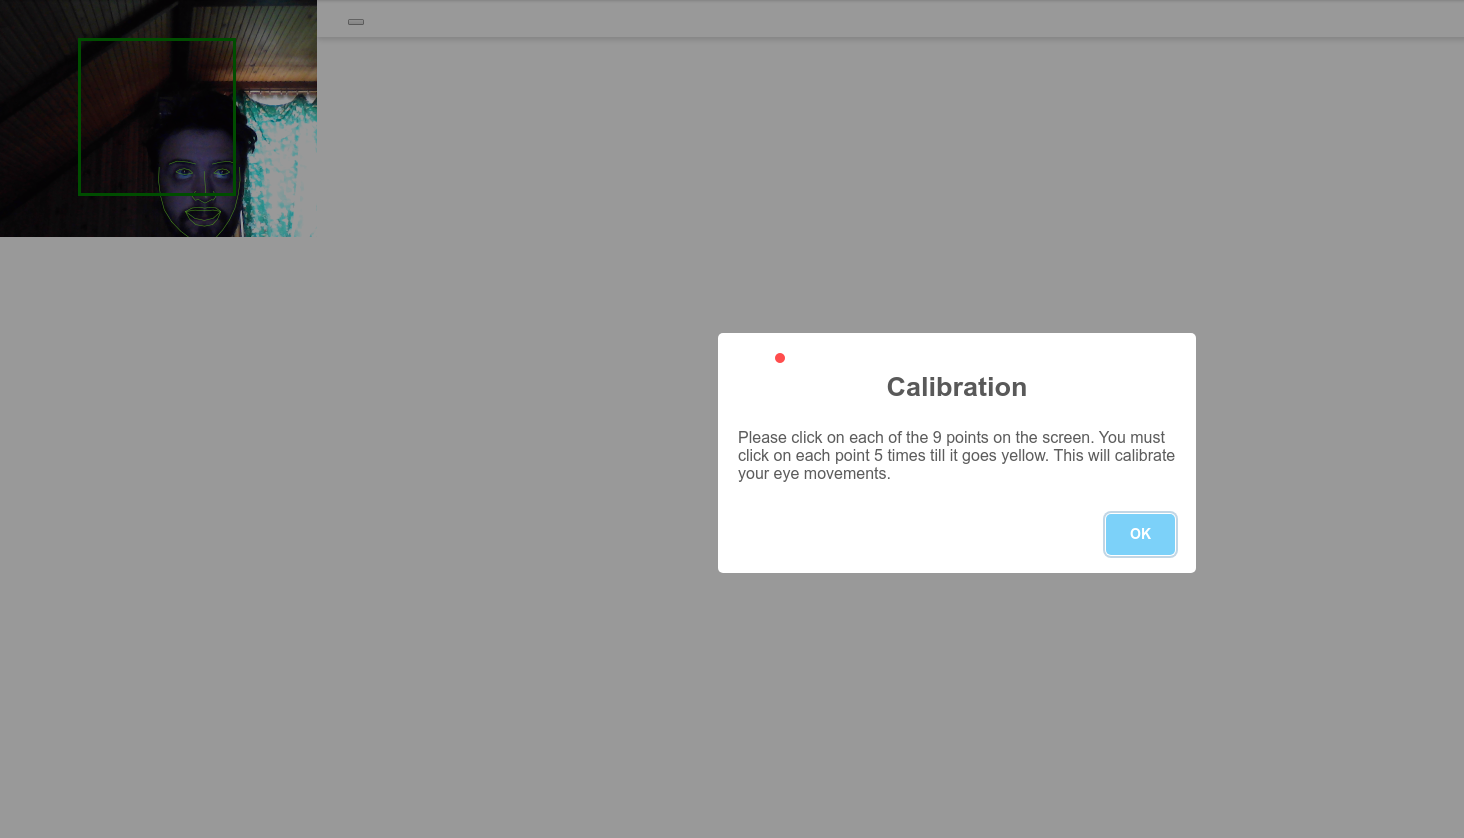 Calibration
Please click on each of the 9 points on the screen. You must
click on each point 5 times till it goes yellow. This will calibrate
your eye movements.
OK